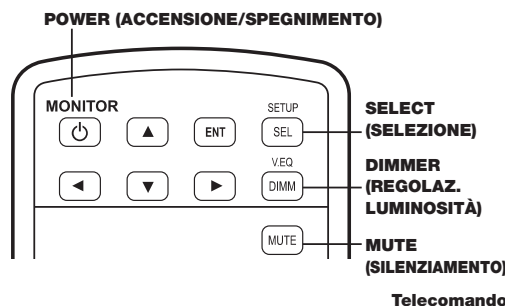 POWER (ACCENSIONE/SPEGNIMENTO)
MONITOR
SETUP
ENT
SEL
SELECT
(SELEZIONE)
V.EQ
DIMM
DIMMER
(REGOLAZ.
LUMINOSITÀ)
MUTE
MUTE
(SILENZIAMENTO)
Telecomando